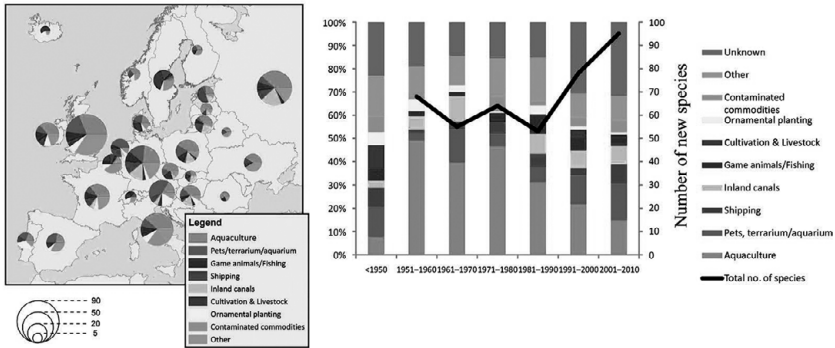 Legend
Aquaculture
Pets/terrarium/aquarium
Game animals/Fishing
Shipping
Inland canals
Cultivation & Livestock
Ornamental planting
Contaminated commodities
Other
90
50
20
5
100%
90%
80%
70%
60%
50%
40%
30%
20%
10%
0%
<1950
1951–1960
1961–1970
1971–1980
1981–1990
1991–2000
2001–2010
100
90
80
70
60
50
40
30
20
10
0
Number of new species
Unknown
Other
Contaminated
commodities
Ornamental planting
Cultivation & Livestock
Game animals/Fishing
Inland canals
Shipping
Pets, terrarium/aquarium
Aquaculture
Total no. of species